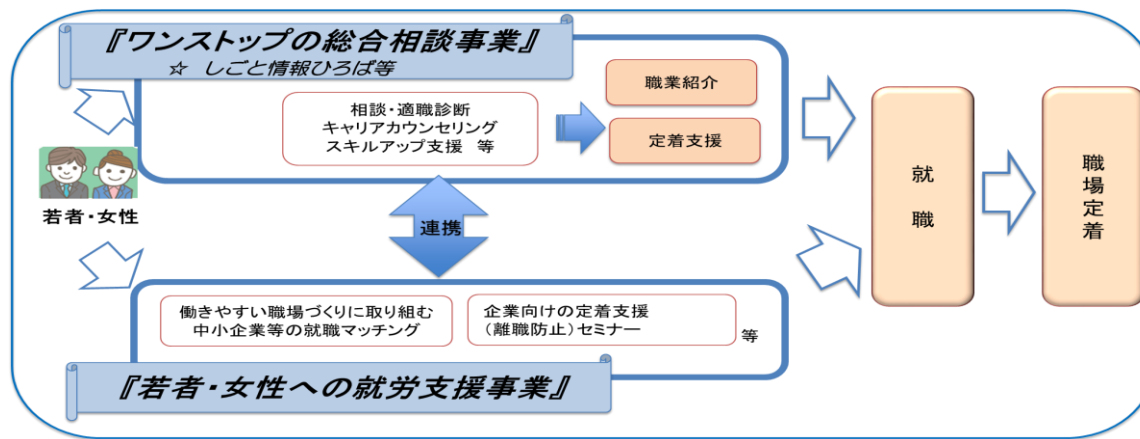 『ワンストップの総合相談事業』
☆ しごと情報ひろば等
相談・適職診断
キャリアカウンセリング
スキルアップ支援 等
職業紹介
定着支援
若者・女性
連携
働きやすい職場づくりに取り組む
中小企業等の就職マッチング
企業向けの定着支援
(離職防止)セミナー
等
『若者・女性への就労支援事業』
就職
職場定着